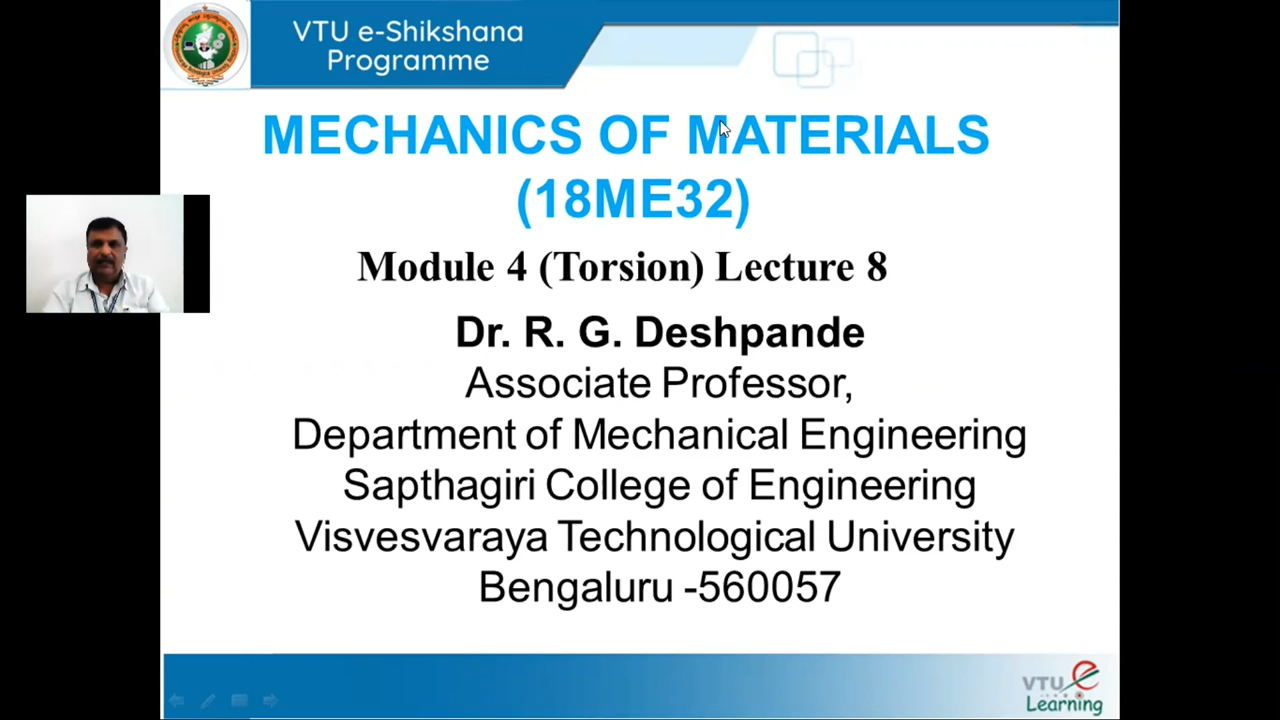 VTU e-Shikshana
Programme
MECHANICS OF MATERIALS
(18ME32)
Module 4 (Torsion) Lecture 8
Dr. R. G. Deshpande
Associate Professor,
Department of Mechanical Engineering
Sapthagiri College of Engineering
Visvesvaraya Technological University
Bengaluru -560057
VTU e
Learning